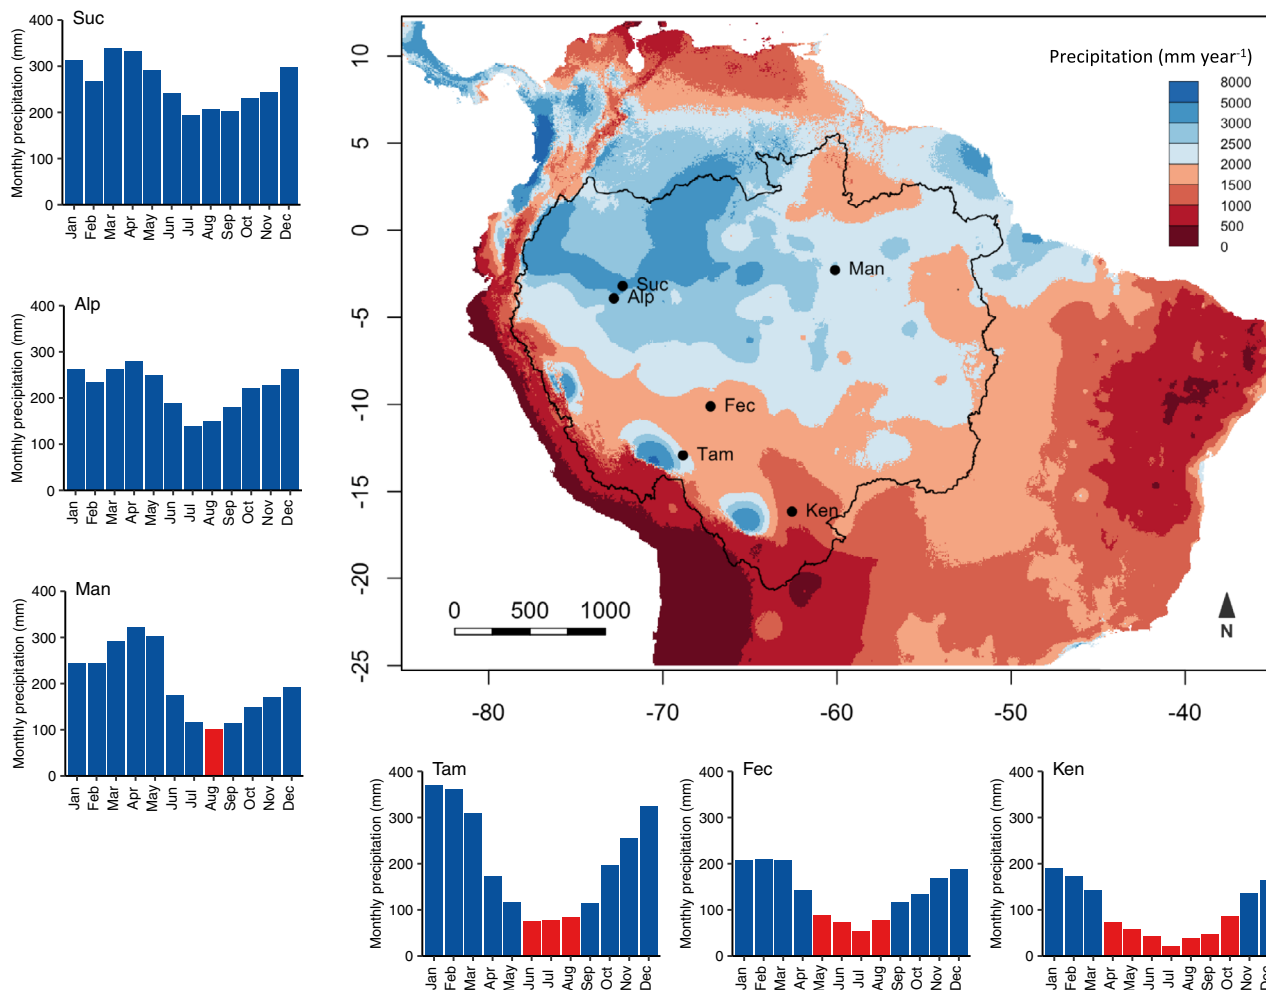 Suc
Monthly precipitation (mm)
400
300
200
100
0
Jan Feb Mar Apr May Jun Jul Aug Sep Oct Nov Dec
Alp
Monthly precipitation (mm)
400
300
200
100
0
Jan Feb Mar Apr May Jun Jul Aug Sep Oct Nov Dec
Man
Monthly precipitation (mm)
400
300
200
100
0
Jan Feb Mar Apr May Jun Jul Aug Sep Oct Nov Dec
10
5
0
-5
-10
-15
-20
-25
Precipitation (mm year-1)
8000
5000
3000
2500
2000
1500
1000
500
0
Man
Suc
Alp
Fec
Tam
Ken
0 500 1000
N
-80 -70 -60 -50 -40
Tam
Monthly precipitation (mm)
400
300
200
100
0
Jan Feb Mar Apr May Jun Jul Aug Sep Oct Nov Dec
Fec
Monthly precipitation (mm)
400
300
200
100
0
Jan Feb Mar Apr May Jun Jul Aug Sep Oct Nov Dec
Ken
Monthly precipitation (mm)
400
300
200
100
0
Jan Feb Mar Apr May Jun Jul Aug Sep Oct Nov Dec